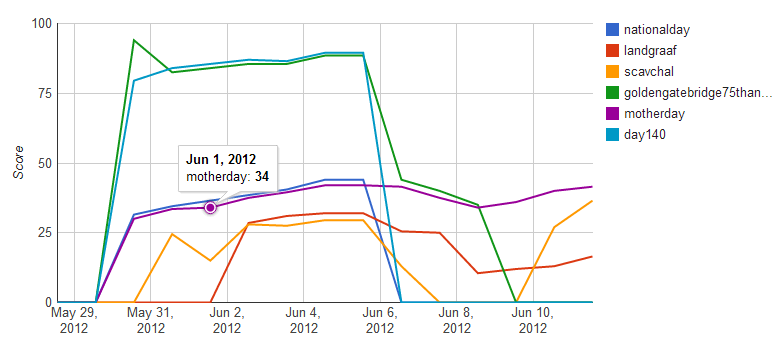 100
75
50
25
0
Score
Jun 1, 2012
motherday: 34
May 29,
2012
May 31,
2012
Jun 2,
2012
Jun 4,
2012
Jun 6,
2012
Jun 8,
2012
Jun 10,
2012
nationalday
landgraaf
scavchal
goldengatebridge75than...
motherday
day140